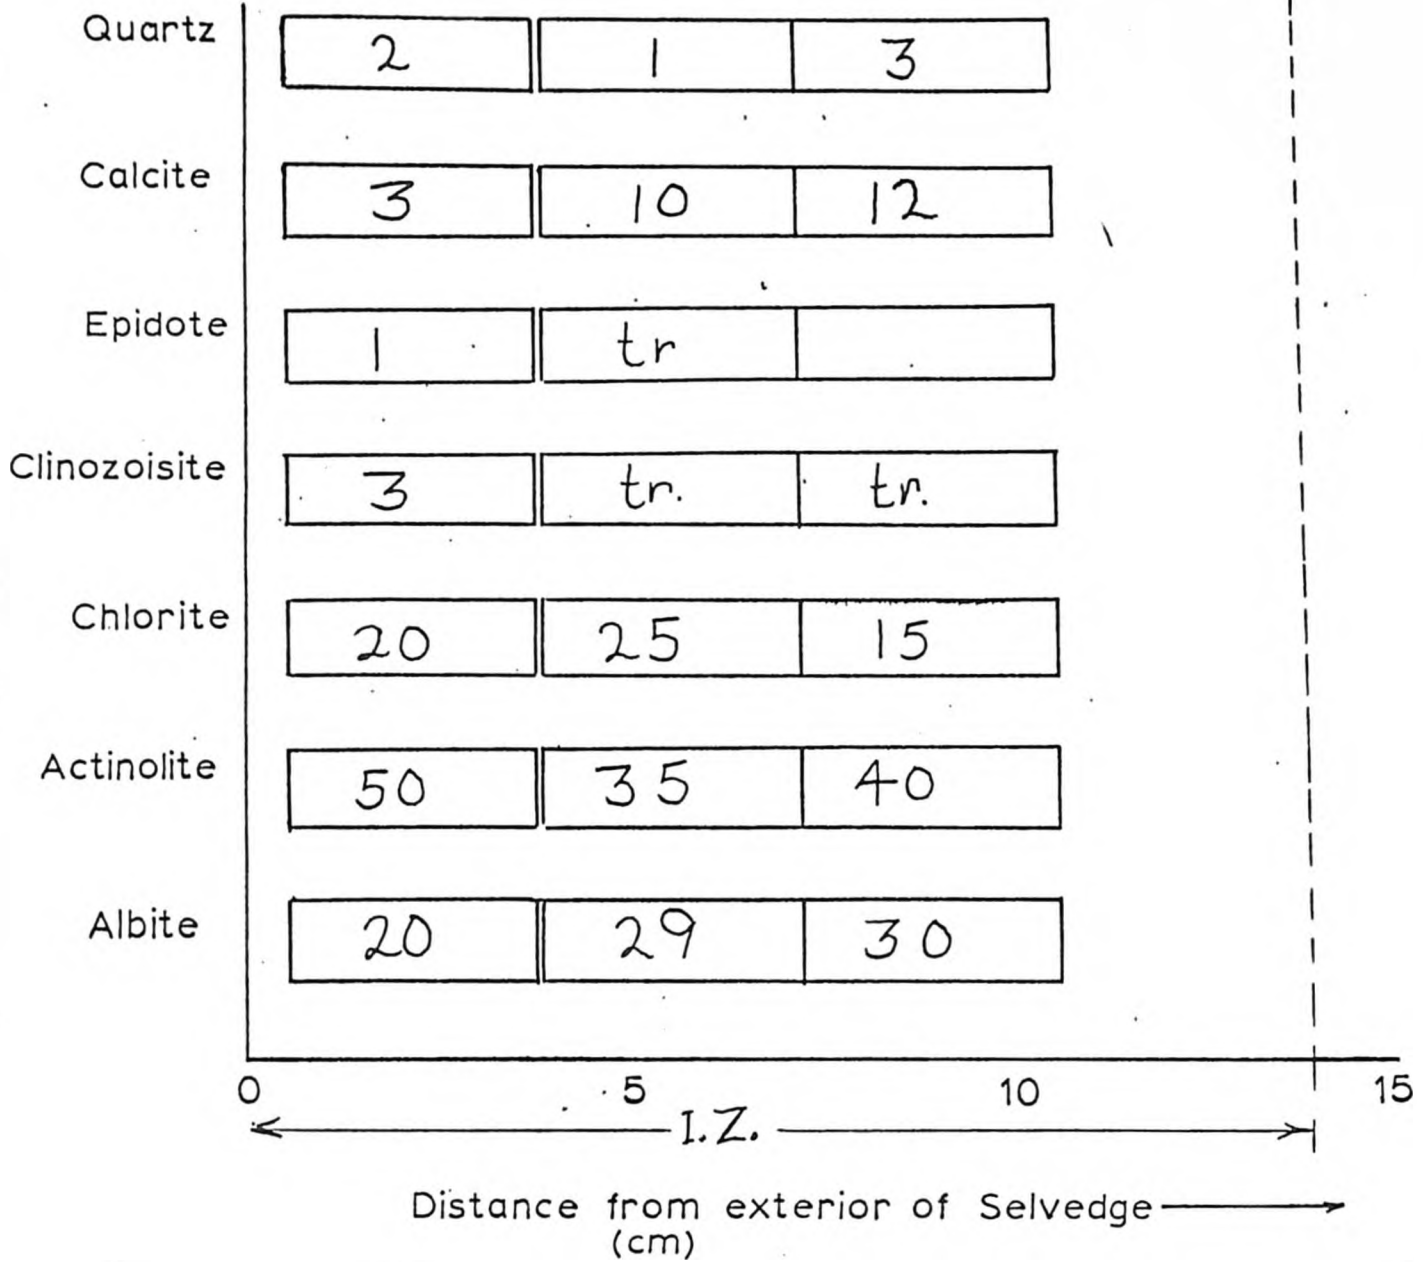 Quartz 2 1 3
Calcite 3 10 12
Epidote 1 tr
Clinozoisite 3 tr. tr.
Chlorite 20 25 15
Actinolite 50 35 40
Albite 20 29 30
0 5 10 15
I.Z.
Distance from exterior of Selvedge
(cm)